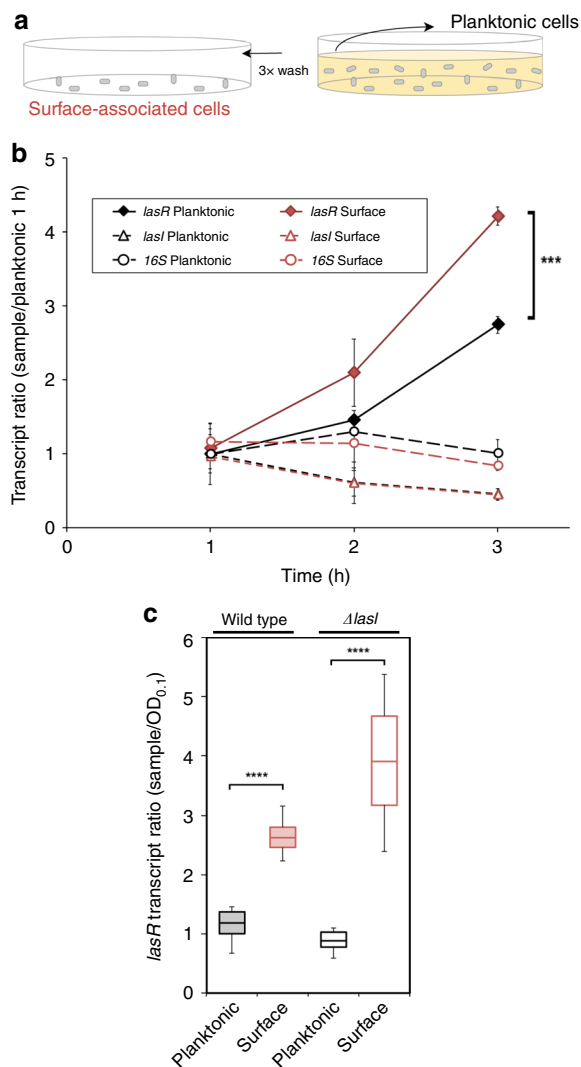 a
Planktonic cells
3× wash
Surface-associated cells
b
Transcript ratio (sample/planktonic 1 h)
5
4
3
2
1
0
lasR Planktonic
lasR Surface
lasI Planktonic
lasI Surface
16S Planktonic
16S Surface
***
0
1
2
3
Time (h)
c
Wild type
ΔlasI
lasR transcript ratio (sample/OD0.1)
6
5
4
3
2
1
0
****
****
Planktonic
Surface
Planktonic
Surface